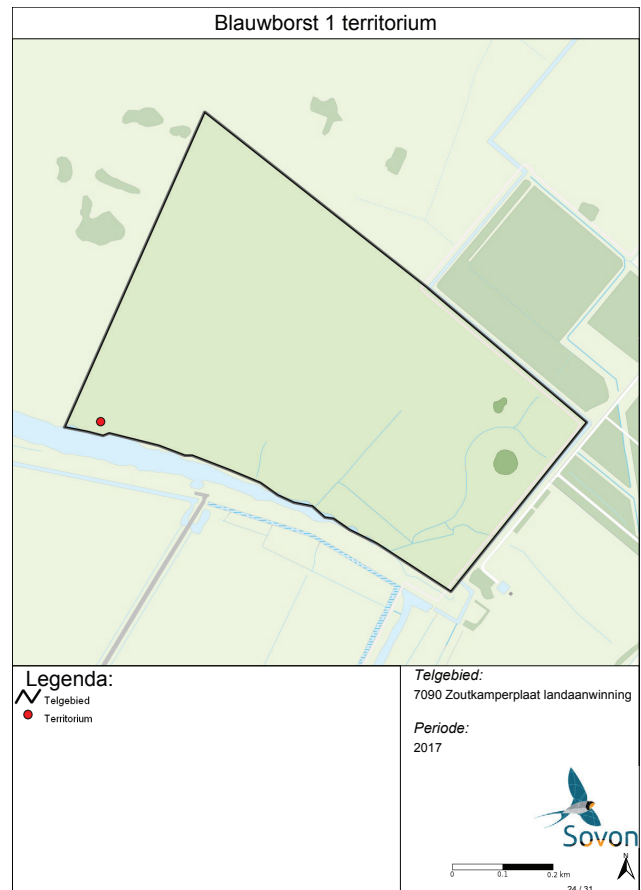 Blauwborst 1 territorium
Legenda:
Telgebied
Territorium
Telgebied:
7090 Zoutkamperplaat landaanwinning
Periode:
2017
Sovon
N
0 0.1 0.2 km
24 / 31